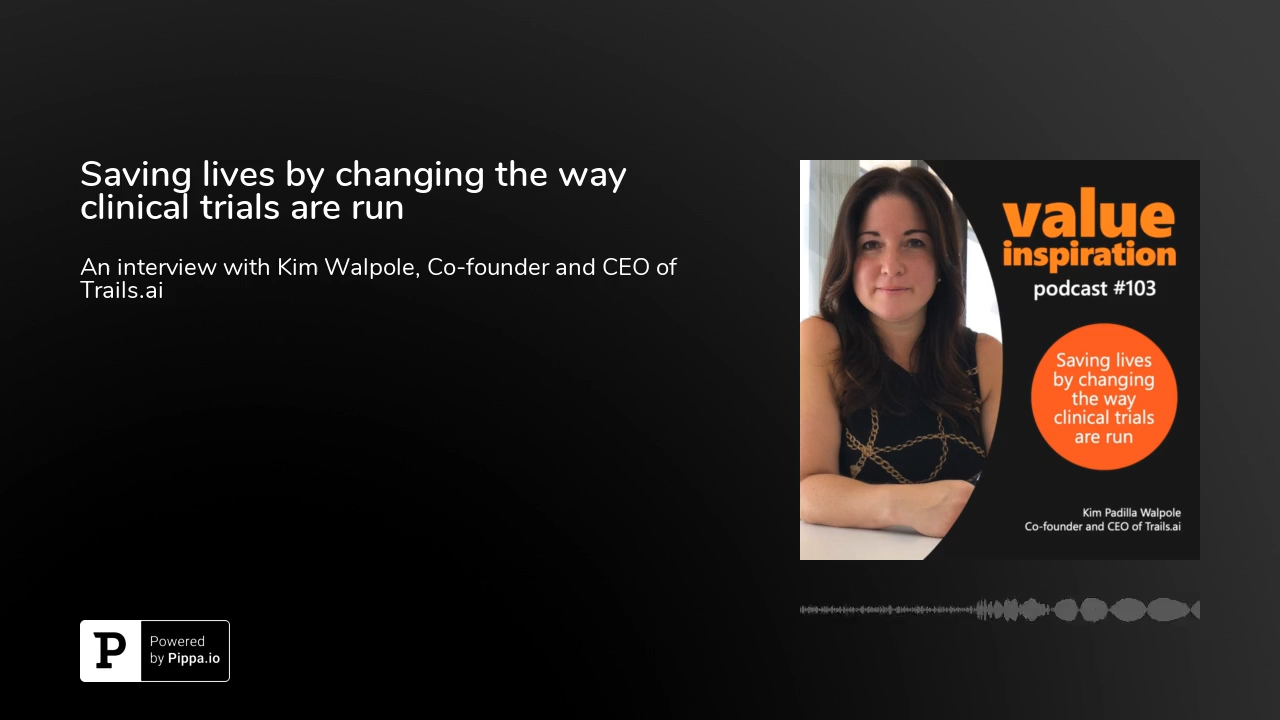 Saving lives by changing the way
clinical trials are run
An interview with Kim Walpole, Co-founder and CEO of
Trails.ai
value
inspiration
podcast #103
Saving lives
by changing
the way
clinical trials
are run
Kim Padilla Walpole
Co-founder and CEO of Trails.ai
P
Powered
by Pippa.io